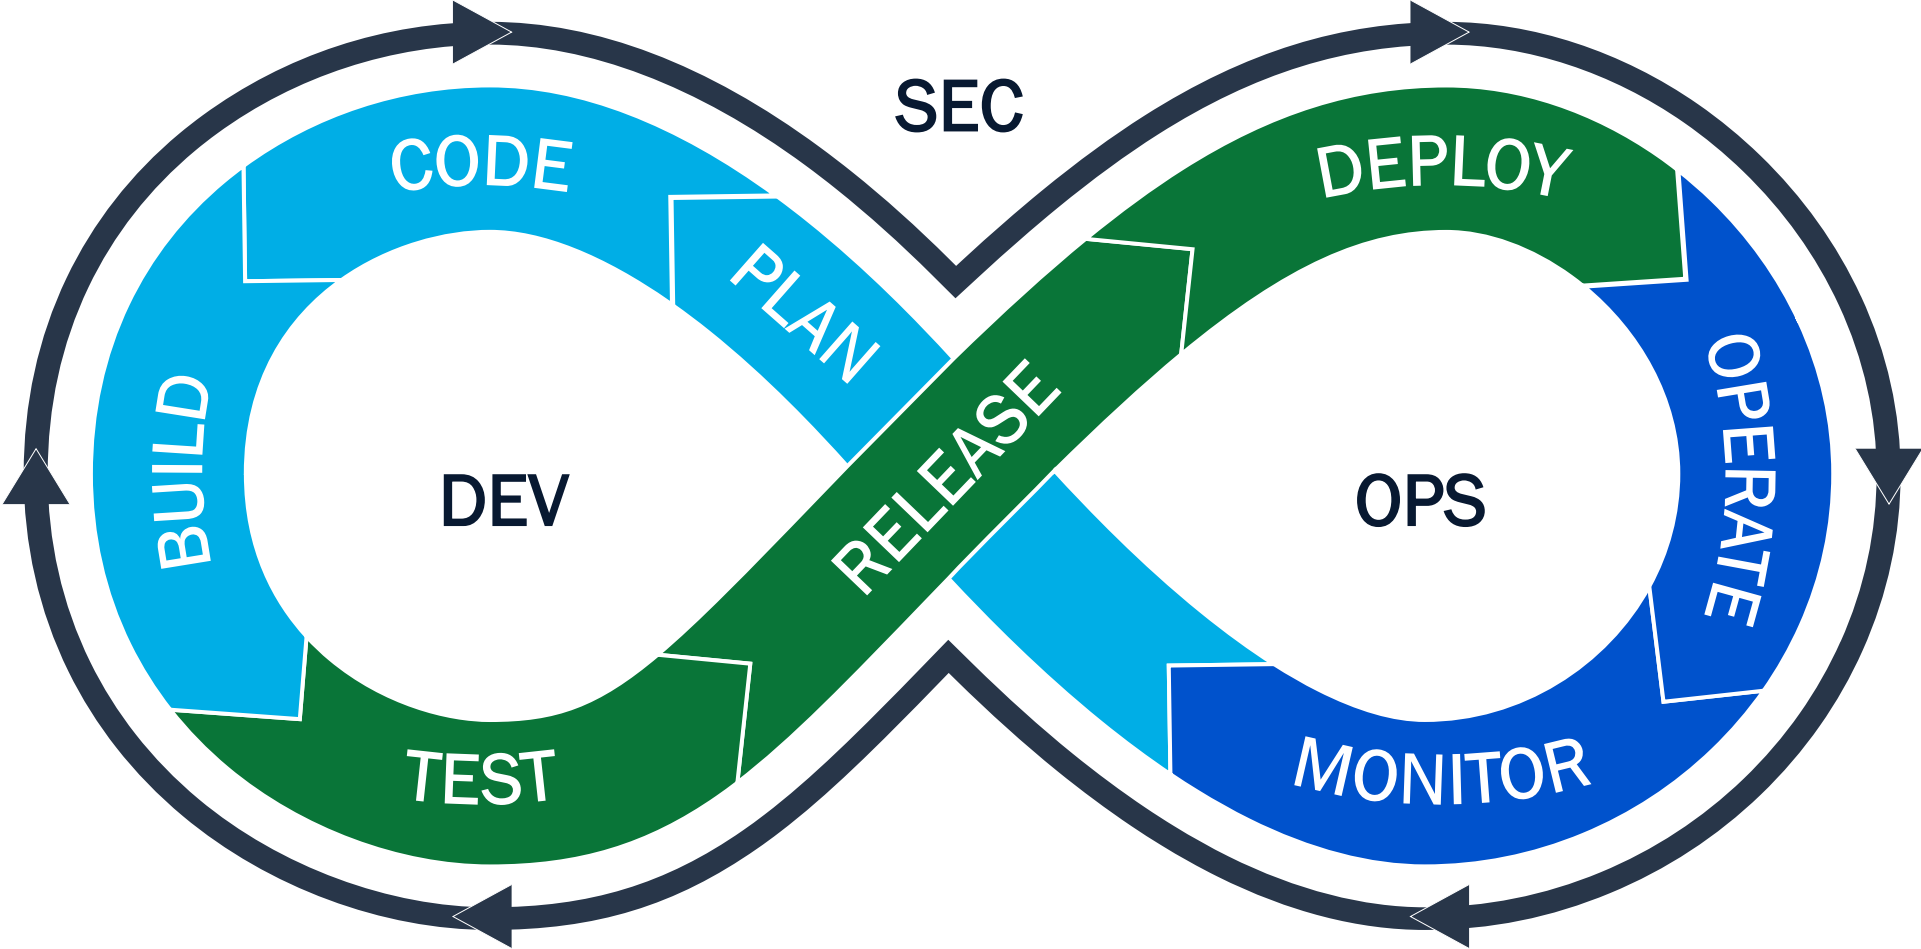 SEC
CODE
PLAN
BUILD
TEST
RELEASE
DEPLOY
OPERATE
MONITOR
DEV
OPS